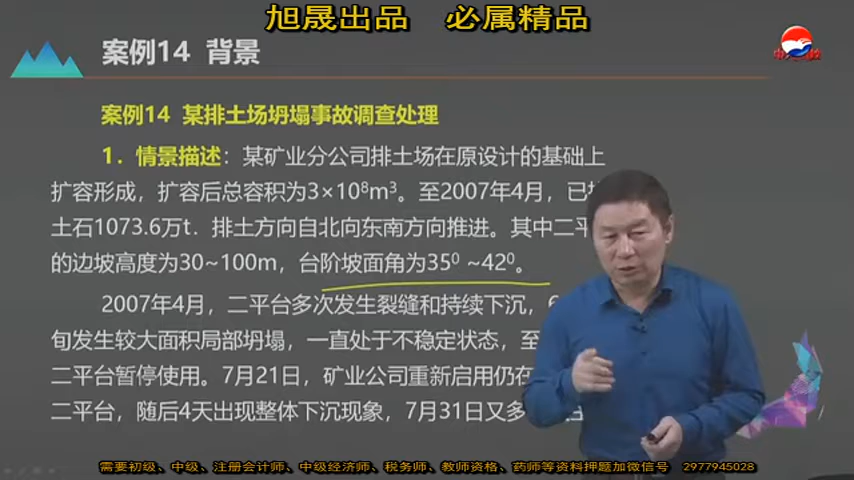 旭晟出品 必属精品
案例14 背景
案例14 某排土场坍塌事故调查处理
1．情景描述：某矿业分公司排土场在原设计的基础上
扩容形成，扩容后总容积为3×10⁸m³。至2007年4月，已
土石1073.6万t．排土方向自北向东南方向推进。其中二平
的边坡高度为30~100m，台阶坡面角为35⁰ ~42⁰。
2007年4月，二平台多次发生裂缝和持续下沉，6
旬发生较大面积局部坍塌，一直处于不稳定状态，至
二平台暂停使用。7月21日，矿业公司重新启用仍存
二平台，随后4天出现整体下沉现象，7月31日又多
需要初级、中级、注册会计师、中级经济师、税务师、教师资格、药师等资料押题加微信号 2977945028